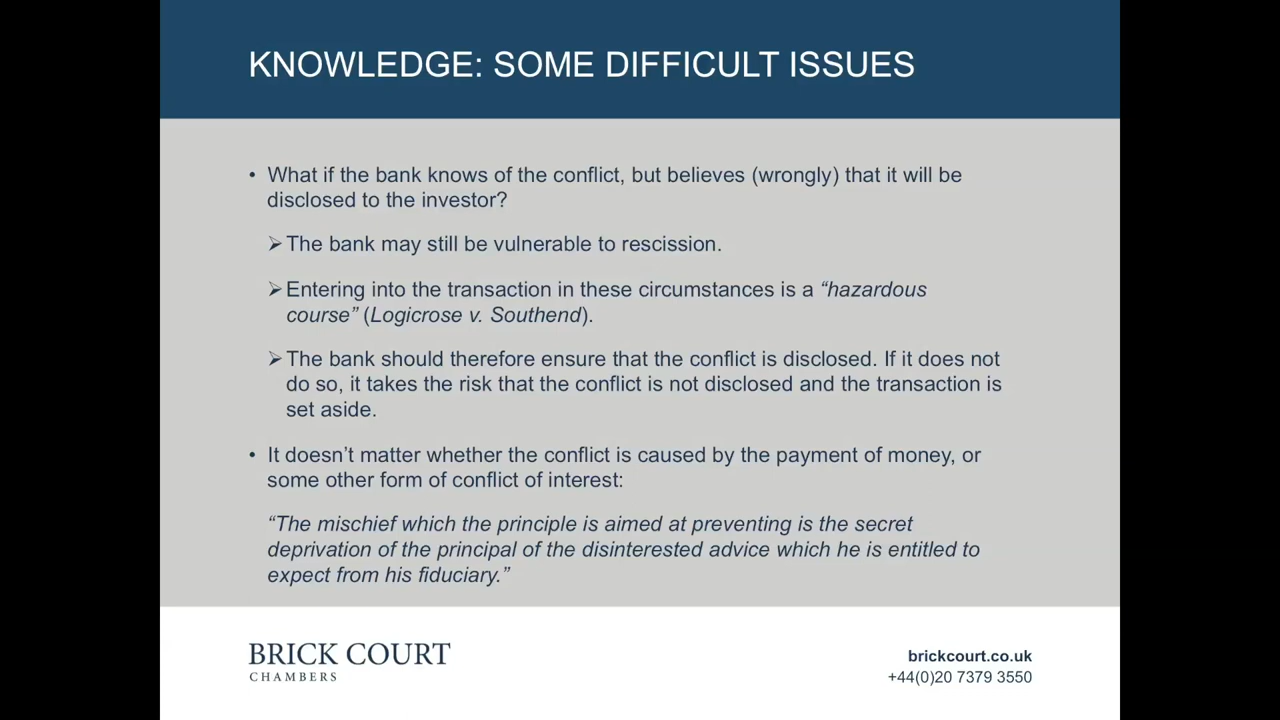 KNOWLEDGE: SOME DIFFICULT ISSUES
• What if the bank knows of the conflict, but believes (wrongly) that it will be
disclosed to the investor?
➢The bank may still be vulnerable to rescission.
➢Entering into the transaction in these circumstances is a “hazardous
course” (Logicrose v. Southend).
➢The bank should therefore ensure that the conflict is disclosed. If it does not
do so, it takes the risk that the conflict is not disclosed and the transaction is
set aside.
• It doesn’t matter whether the conflict is caused by the payment of money, or
some other form of conflict of interest:
“The mischief which the principle is aimed at preventing is the secret
deprivation of the principal of the disinterested advice which he is entitled to
expect from his fiduciary.”
BRICK COURT
CHAMBERS
brickcourt.co.uk
+44(0)20 7379 3550